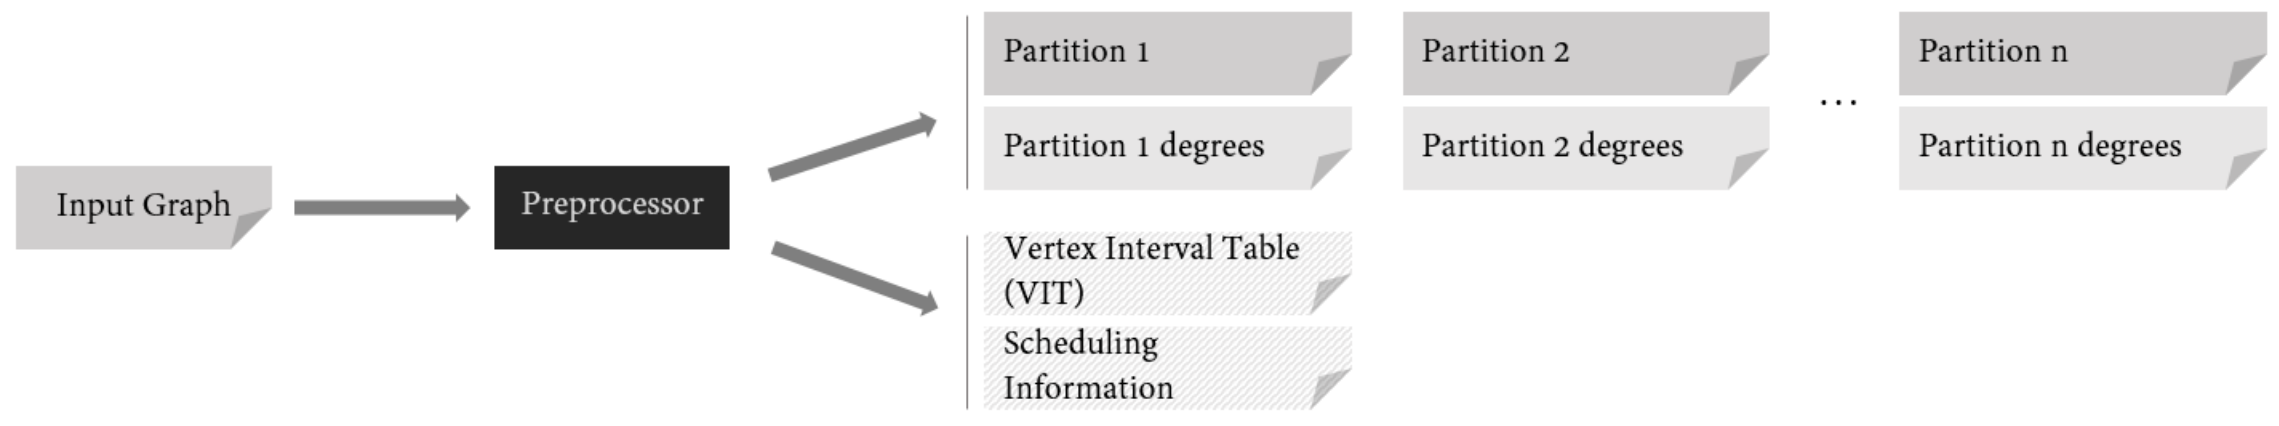 Input Graph
Preprocessor
Partition 1
Partition 1 degrees
Partition 2
Partition 2 degrees
...
Partition n
Partition n degrees
Vertex Interval Table
(VIT)
Scheduling
Information